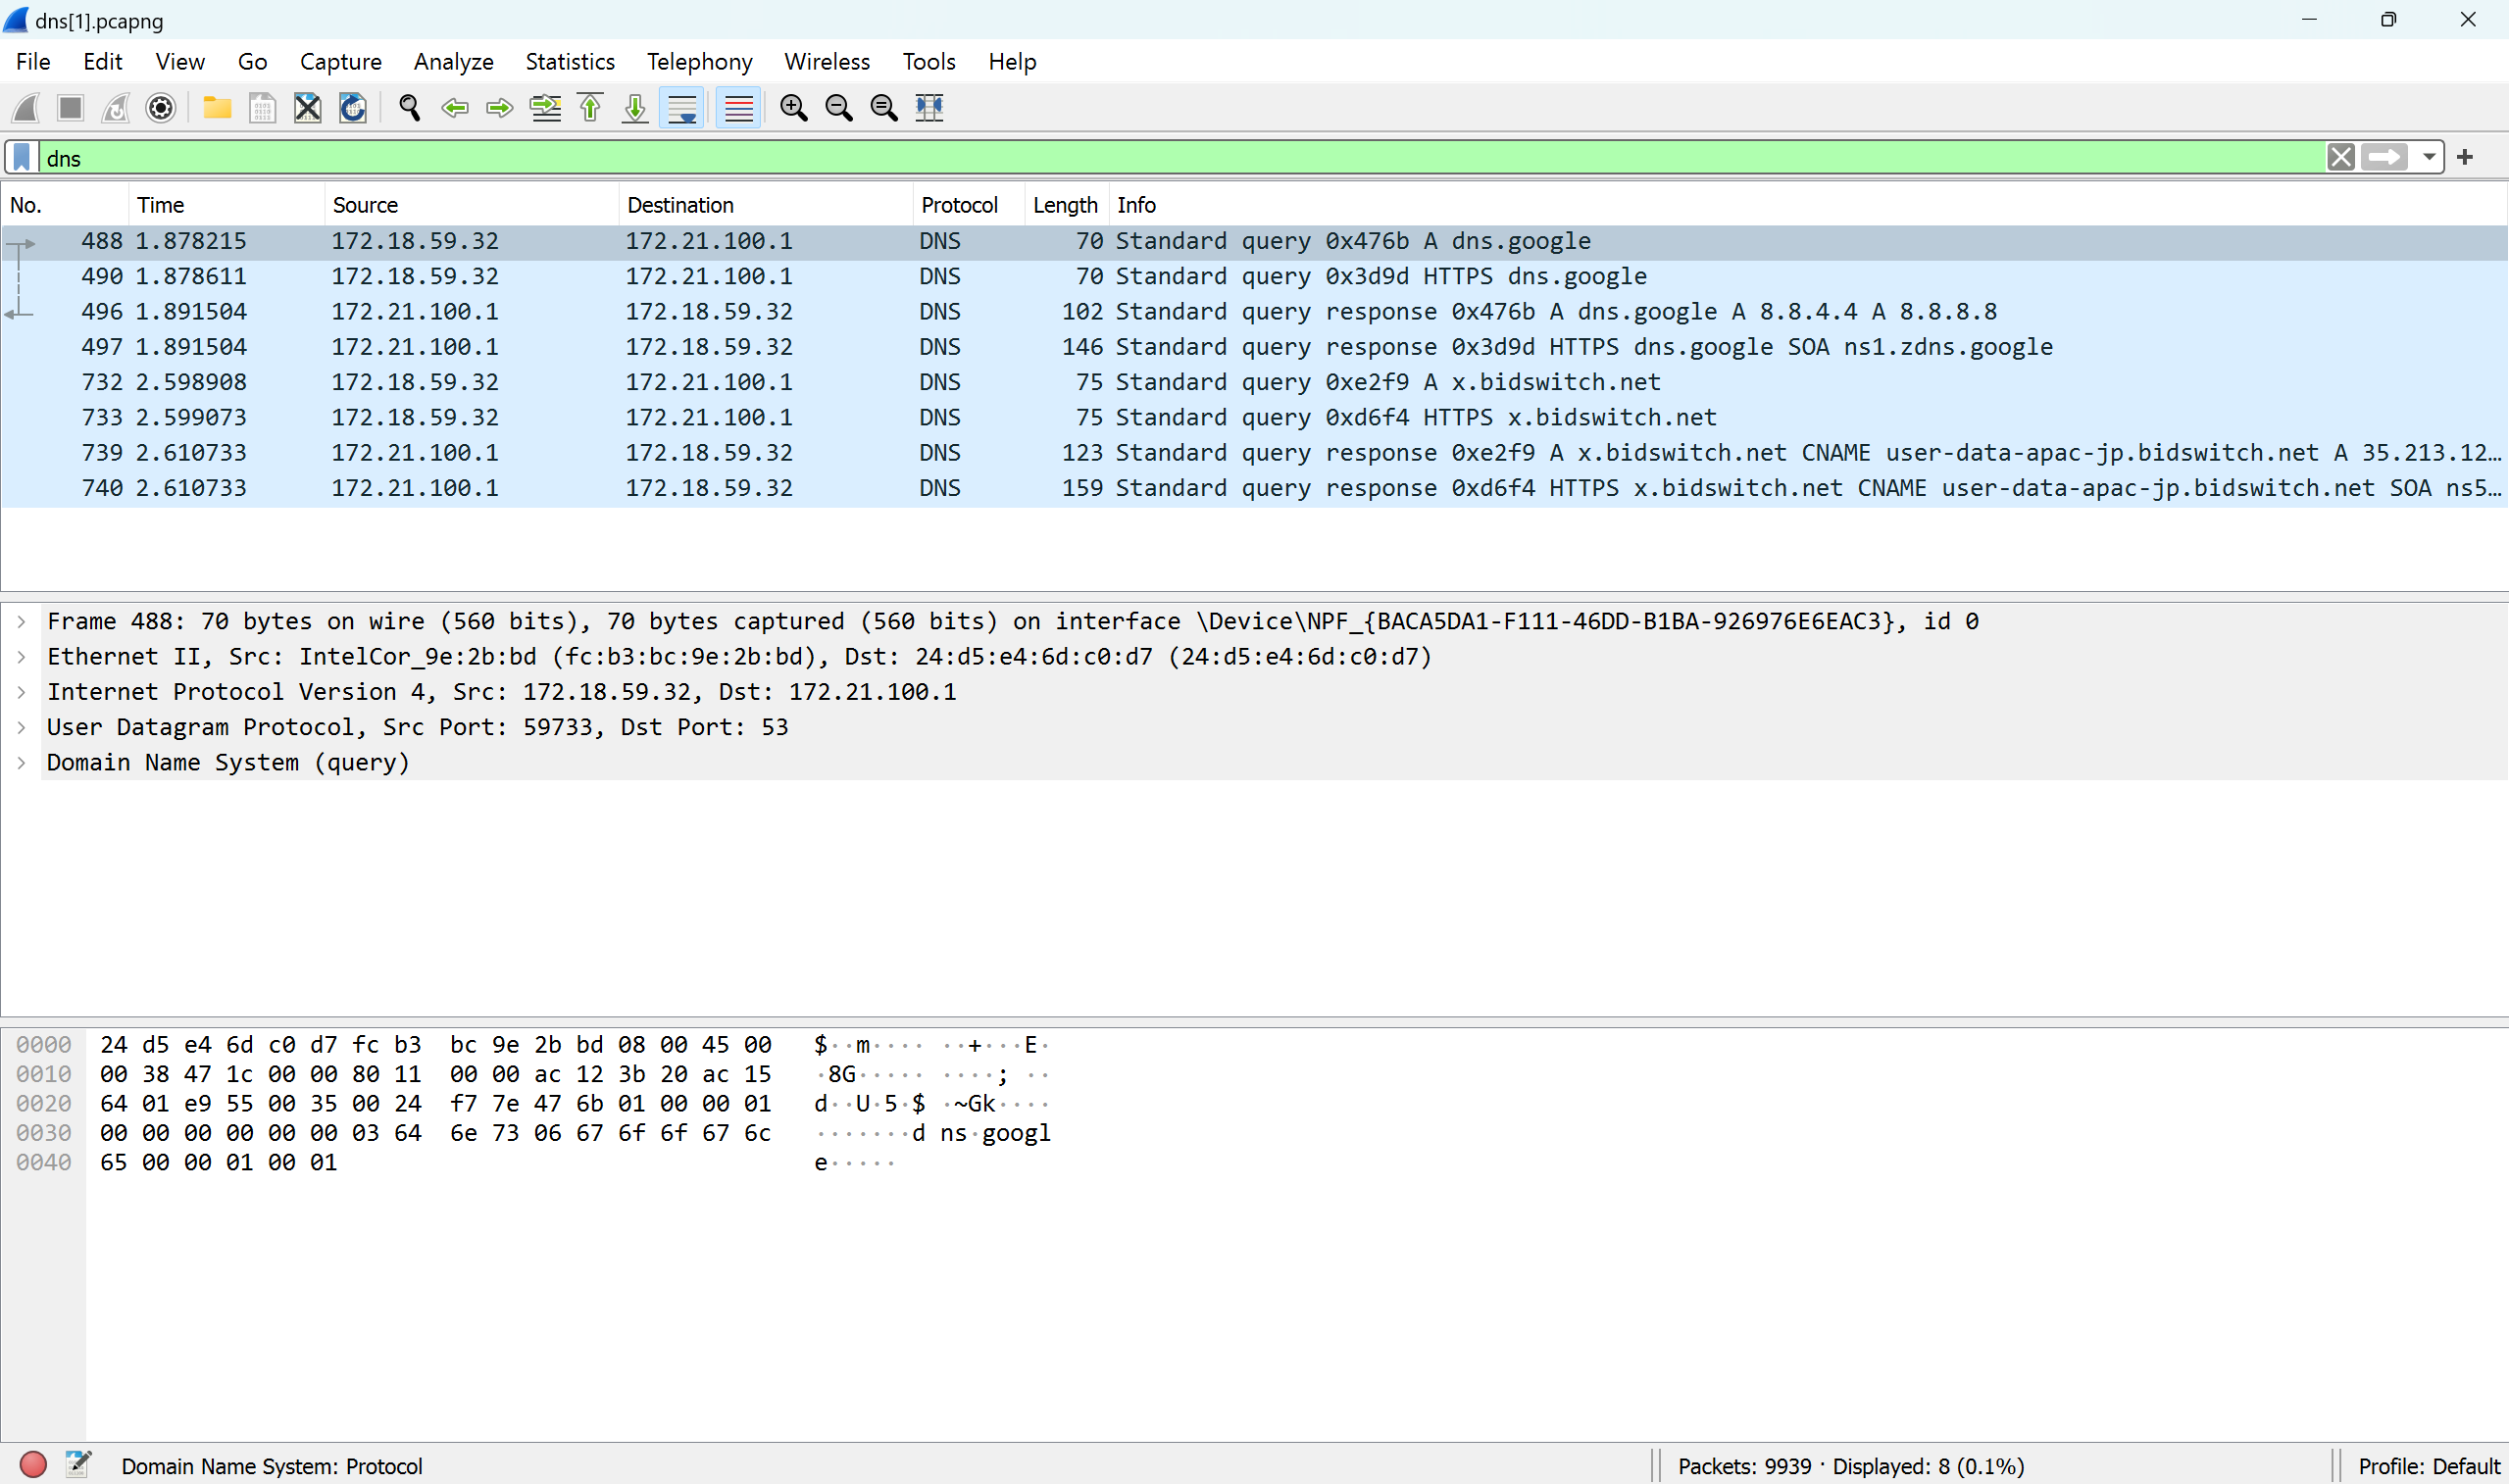 dns[1].pcapng
File Edit View Go Capture Analyze Statistics Telephony Wireless Tools Help
dns
No. Time Source Destination Protocol Length Info
488 1.878215 172.18.59.32 172.21.100.1 DNS 70 Standard query 0x476b A dns.google
490 1.878611 172.18.59.32 172.21.100.1 DNS 70 Standard query 0x3d9d HTTPS dns.google
496 1.891504 172.21.100.1 172.18.59.32 DNS 102 Standard query response 0x476b A dns.google A 8.8.4.4 A 8.8.8.8
497 1.891504 172.21.100.1 172.18.59.32 DNS 146 Standard query response 0x3d9d HTTPS dns.google SOA ns1.zdns.google
732 2.598908 172.18.59.32 172.21.100.1 DNS 75 Standard query 0xe2f9 A x.bidswitch.net
733 2.599073 172.18.59.32 172.21.100.1 DNS 75 Standard query 0xd6f4 HTTPS x.bidswitch.net
739 2.610733 172.21.100.1 172.18.59.32 DNS 123 Standard query response 0xe2f9 A x.bidswitch.net CNAME user-data-apac-jp.bidswitch.net A 35.213.12…
740 2.610733 172.21.100.1 172.18.59.32 DNS 159 Standard query response 0xd6f4 HTTPS x.bidswitch.net CNAME user-data-apac-jp.bidswitch.net SOA ns5…
Frame 488: 70 bytes on wire (560 bits), 70 bytes captured (560 bits) on interface \Device\NPF_{BACA5DA1-F111-46DD-B1BA-926976E6EAC3}, id 0
Ethernet II, Src: IntelCor_9e:2b:bd (fc:b3:bc:9e:2b:bd), Dst: 24:d5:e4:6d:c0:d7 (24:d5:e4:6d:c0:d7)
Internet Protocol Version 4, Src: 172.18.59.32, Dst: 172.21.100.1
User Datagram Protocol, Src Port: 59733, Dst Port: 53
Domain Name System (query)
0000 24 d5 e4 6d c0 d7 fc b3 bc 9e 2b bd 08 00 45 00 $··m···· ··+···E·
0010 00 38 47 1c 00 00 80 11 00 00 ac 12 3b 20 ac 15 ·8G····· ····; ··
0020 64 01 e9 55 00 35 00 24 f7 7e 47 6b 01 00 00 01 d··U·5·$ ·~Gk····
0030 00 00 00 00 00 00 03 64 6e 73 06 67 6f 6f 67 6c ·······d ns·googl
0040 65 00 00 01 00 01 e·····
Domain Name System: Protocol
Packets: 9939 · Displayed: 8 (0.1%)
Profile: Default